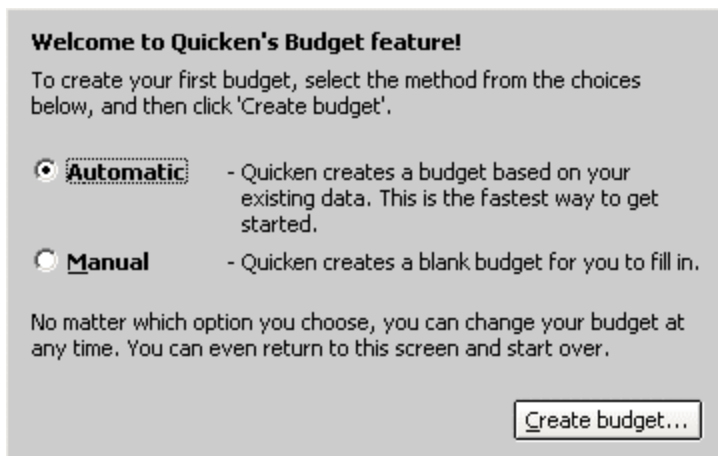 Welcome to Quicken's Budget feature!
To create your first budget, select the method from the choices
below, and then click 'Create budget'.
Automatic - Quicken creates a budget based on your
existing data. This is the fastest way to get
started.
Manual - Quicken creates a blank budget for you to fill in.
No matter which option you choose, you can change your budget at
any time. You can even return to this screen and start over.
Create budget...